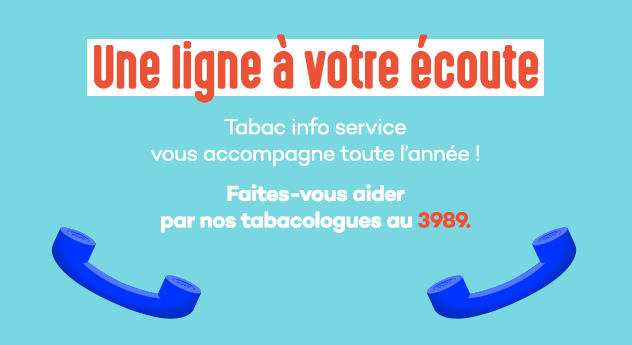 Une ligne à votre écoute
Tabac info service
vous accompagne toute l'année !
Faites-vous aider
par nos tabacologues au 3989.